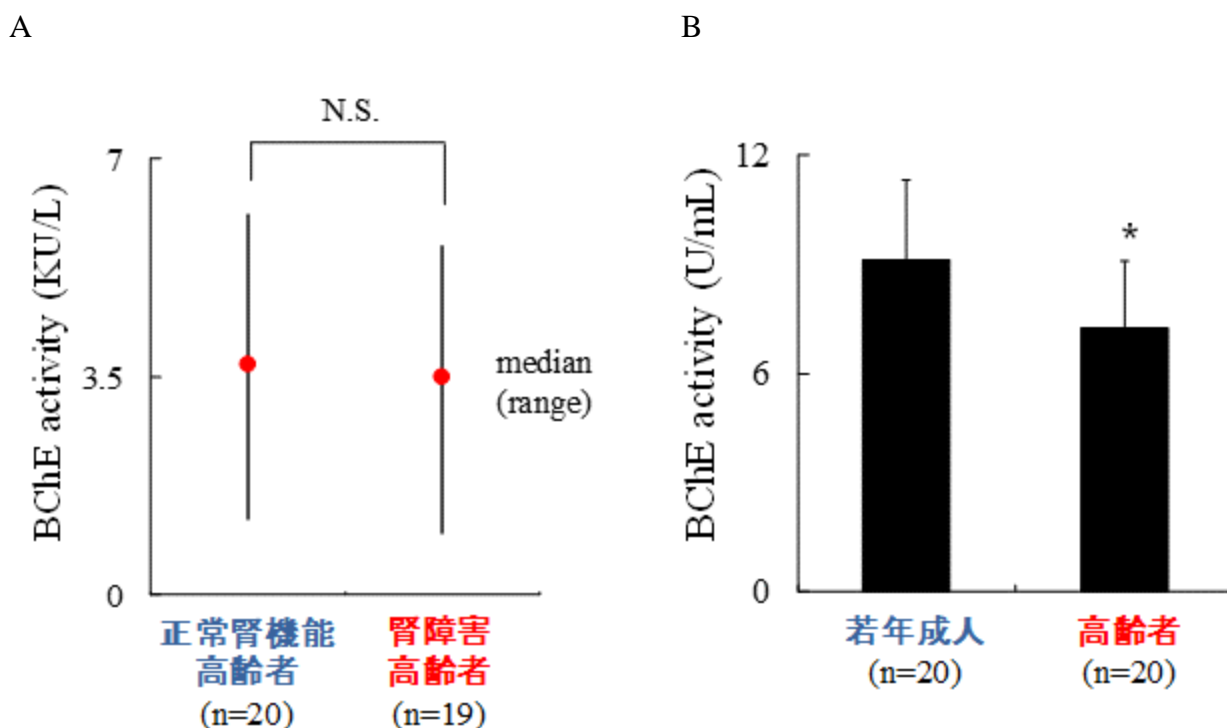 A
N.S.
7
3.5
0
BChE activity (KU/L)
median
(range)
正常腎機能
高齢者
(n=20)
腎障害
高齢者
(n=19)
B
12
6
0
BChE activity (U/mL)
*
若年成人
(n=20)
高齢者
(n=20)